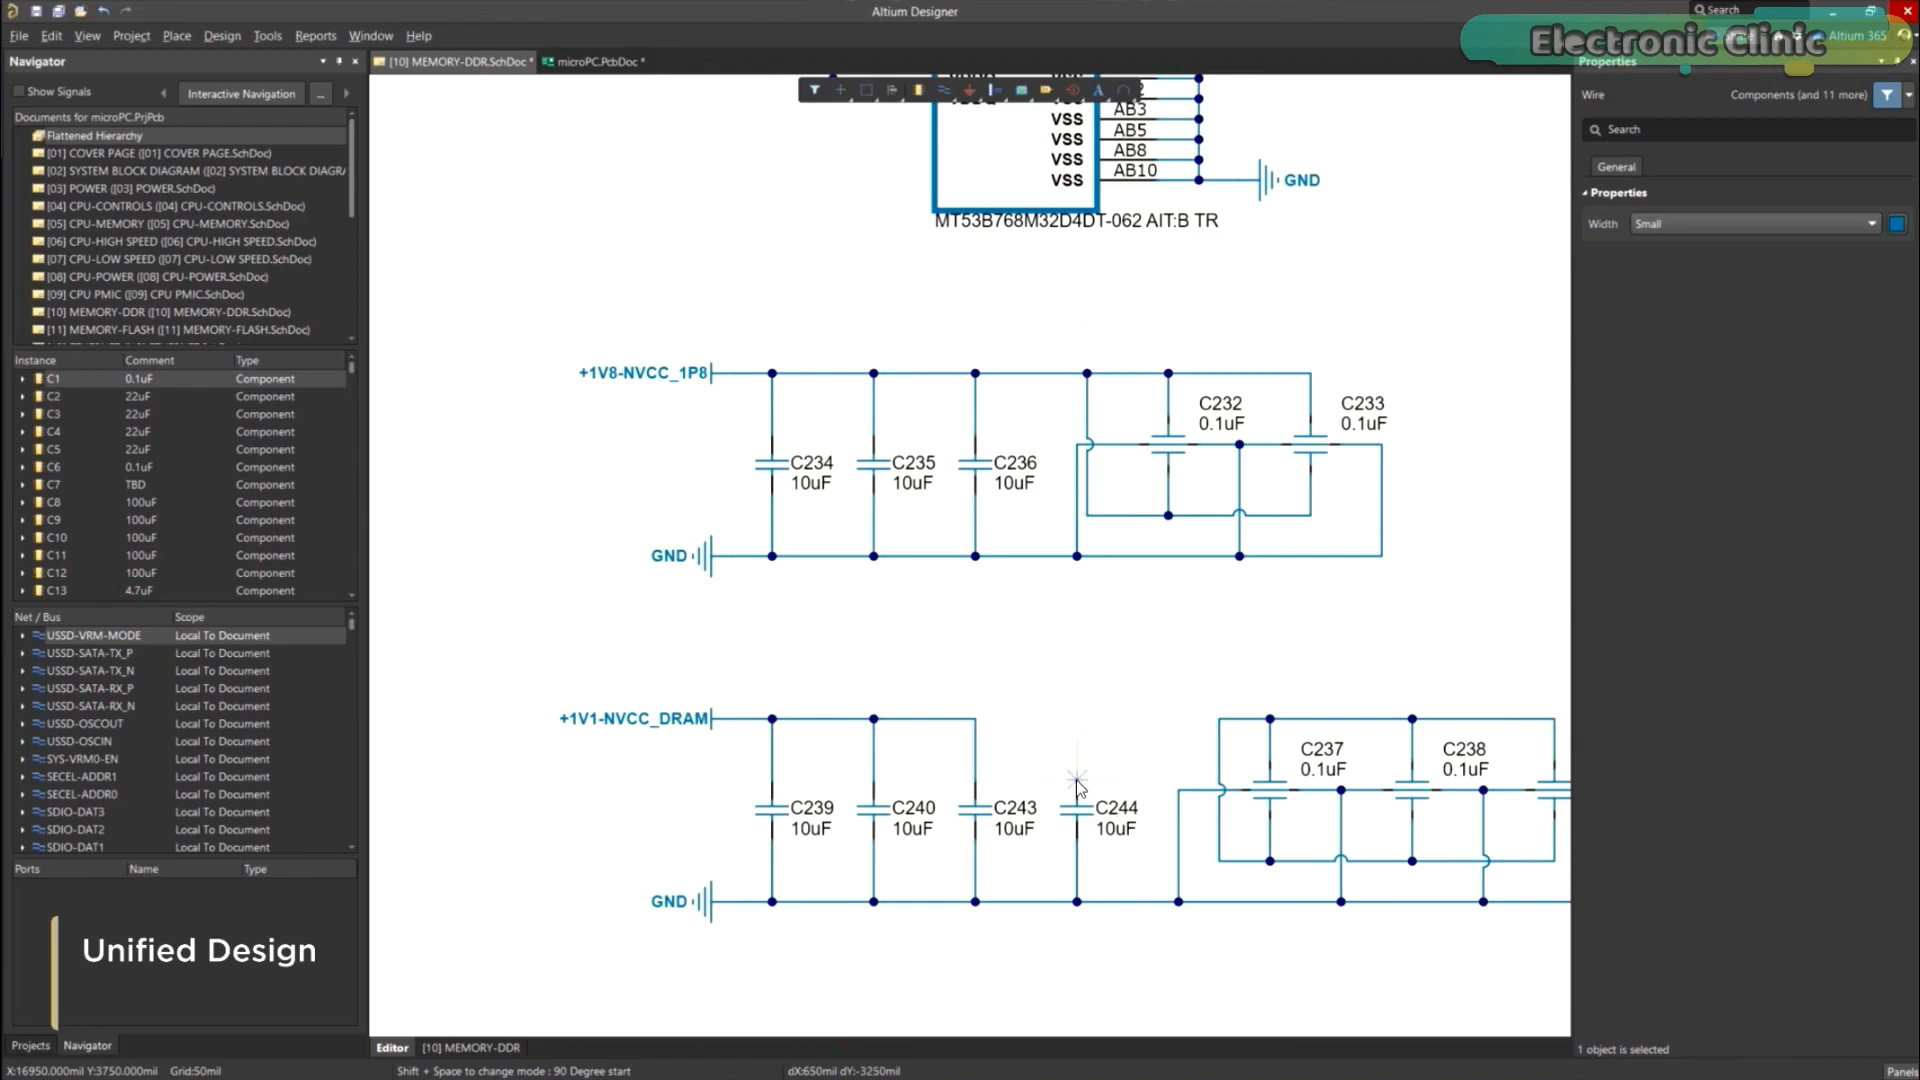 Altium Designer
Search
File Edit View Project Place Design Tools Reports Window Help
Altium 365
Electronic Clinic
Navigator
[10] MEMORY-DDR.SchDoc *
microPC.PcbDoc *
Properties
Show Signals
Interactive Navigation
...
Wire
Components (and 11 more)
Documents for microPC.PrjPcb
Search
Flattened Hierarchy
[01] COVER PAGE ([01] COVER PAGE.SchDoc)
[02] SYSTEM BLOCK DIAGRAM ([02] SYSTEM BLOCK DIAGRA
[03] POWER ([03] POWER.SchDoc)
[04] CPU-CONTROLS ([04] CPU-CONTROLS.SchDoc)
[05] CPU-MEMORY ([05] CPU-MEMORY.SchDoc)
[06] CPU-HIGH SPEED ([06] CPU-HIGH SPEED.SchDoc)
[07] CPU-LOW SPEED ([07] CPU-LOW SPEED.SchDoc)
[08] CPU-POWER ([08] CPU-POWER.SchDoc)
[09] CPU PMIC ([09] CPU PMIC.SchDoc)
[10] MEMORY-DDR ([10] MEMORY-DDR.SchDoc)
[11] MEMORY-FLASH ([11] MEMORY-FLASH.SchDoc)
General
Properties
Width Small
VSS AB3
VSS AB5
VSS AB8
VSS AB10
GND
MT53B768M32D4DT-062 AIT:B TR
Instance Comment Type
C1 0.1uF Component
C2 22uF Component
C3 22uF Component
C4 22uF Component
C5 22uF Component
C6 0.1uF Component
C7 TBD Component
C8 100uF Component
C9 100uF Component
C10 100uF Component
C11 100uF Component
C12 100uF Component
C13 4.7uF Component
+1V8-NVCC_1P8
C232
0.1uF
C233
0.1uF
C234
10uF
C235
10uF
C236
10uF
GND
Net / Bus Scope
USSD-VRM-MODE Local To Document
USSD-SATA-TX_P Local To Document
USSD-SATA-TX_N Local To Document
USSD-SATA-RX_P Local To Document
USSD-SATA-RX_N Local To Document
USSD-OSCOUT Local To Document
USSD-OSCIN Local To Document
SYS-VRM0-EN Local To Document
SECEL-ADDR1 Local To Document
SECEL-ADDR0 Local To Document
SDIO-DAT3 Local To Document
SDIO-DAT2 Local To Document
SDIO-DAT1 Local To Document
+1V1-NVCC_DRAM
C237
0.1uF
C238
0.1uF
C239
10uF
C240
10uF
C243
10uF
C244
10uF
GND
Ports Name Type
Unified Design
Projects Navigator
Editor [10] MEMORY-DDR
1 object is selected
X:16950.000mil Y:3750.000mil Grid:50mil
Shift + Space to change mode : 90 Degree start
dX:650mil dY:-3250mil
Panels